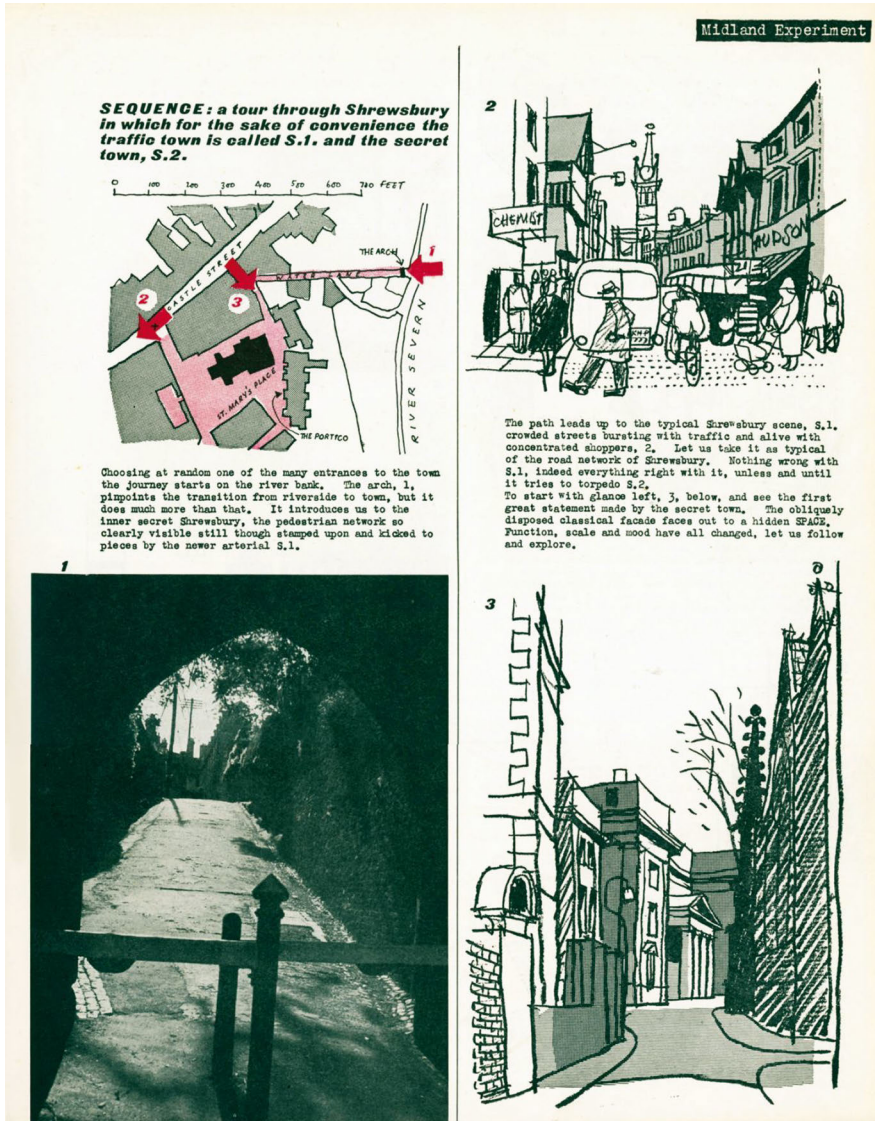 Midland Experiment
SEQUENCE: a tour through Shrewsbury
in which for the sake of convenience the
traffic town is called S.1. and the secret
town, S.2.
0 100 200 300 400 500 600 700 FEET
THE ARCH
1
CASTLE STREET
WATER LANE
2
3
RIVER SEVERN
ST. MARY'S PLACE
THE PORTICO
Choosing at random one of the many entrances to the town
the journey starts on the river bank. The arch, 1,
pinpoints the transition from riverside to town, but it
does much more than that. It introduces us to the
inner secret Shrewsbury, the pedestrian network so
clearly visible still though stamped upon and kicked to
pieces by the newer arterial S.1.
1
2
CHEMIST
HUDSON
The path leads up to the typical Shrewsbury scene, S.1.
crowded streets bursting with traffic and alive with
concentrated shoppers, 2. Let us take it as typical
of the road network of Shrewsbury. Nothing wrong with
S.1, indeed everything right with it, unless and until
it tries to torpedo S.2.
To start with glance left, 3, below, and see the first
great statement made by the secret town. The obliquely
disposed classical facade faces out to a hidden SPACE.
Function, scale and mood have all changed, let us follow
and explore.
3